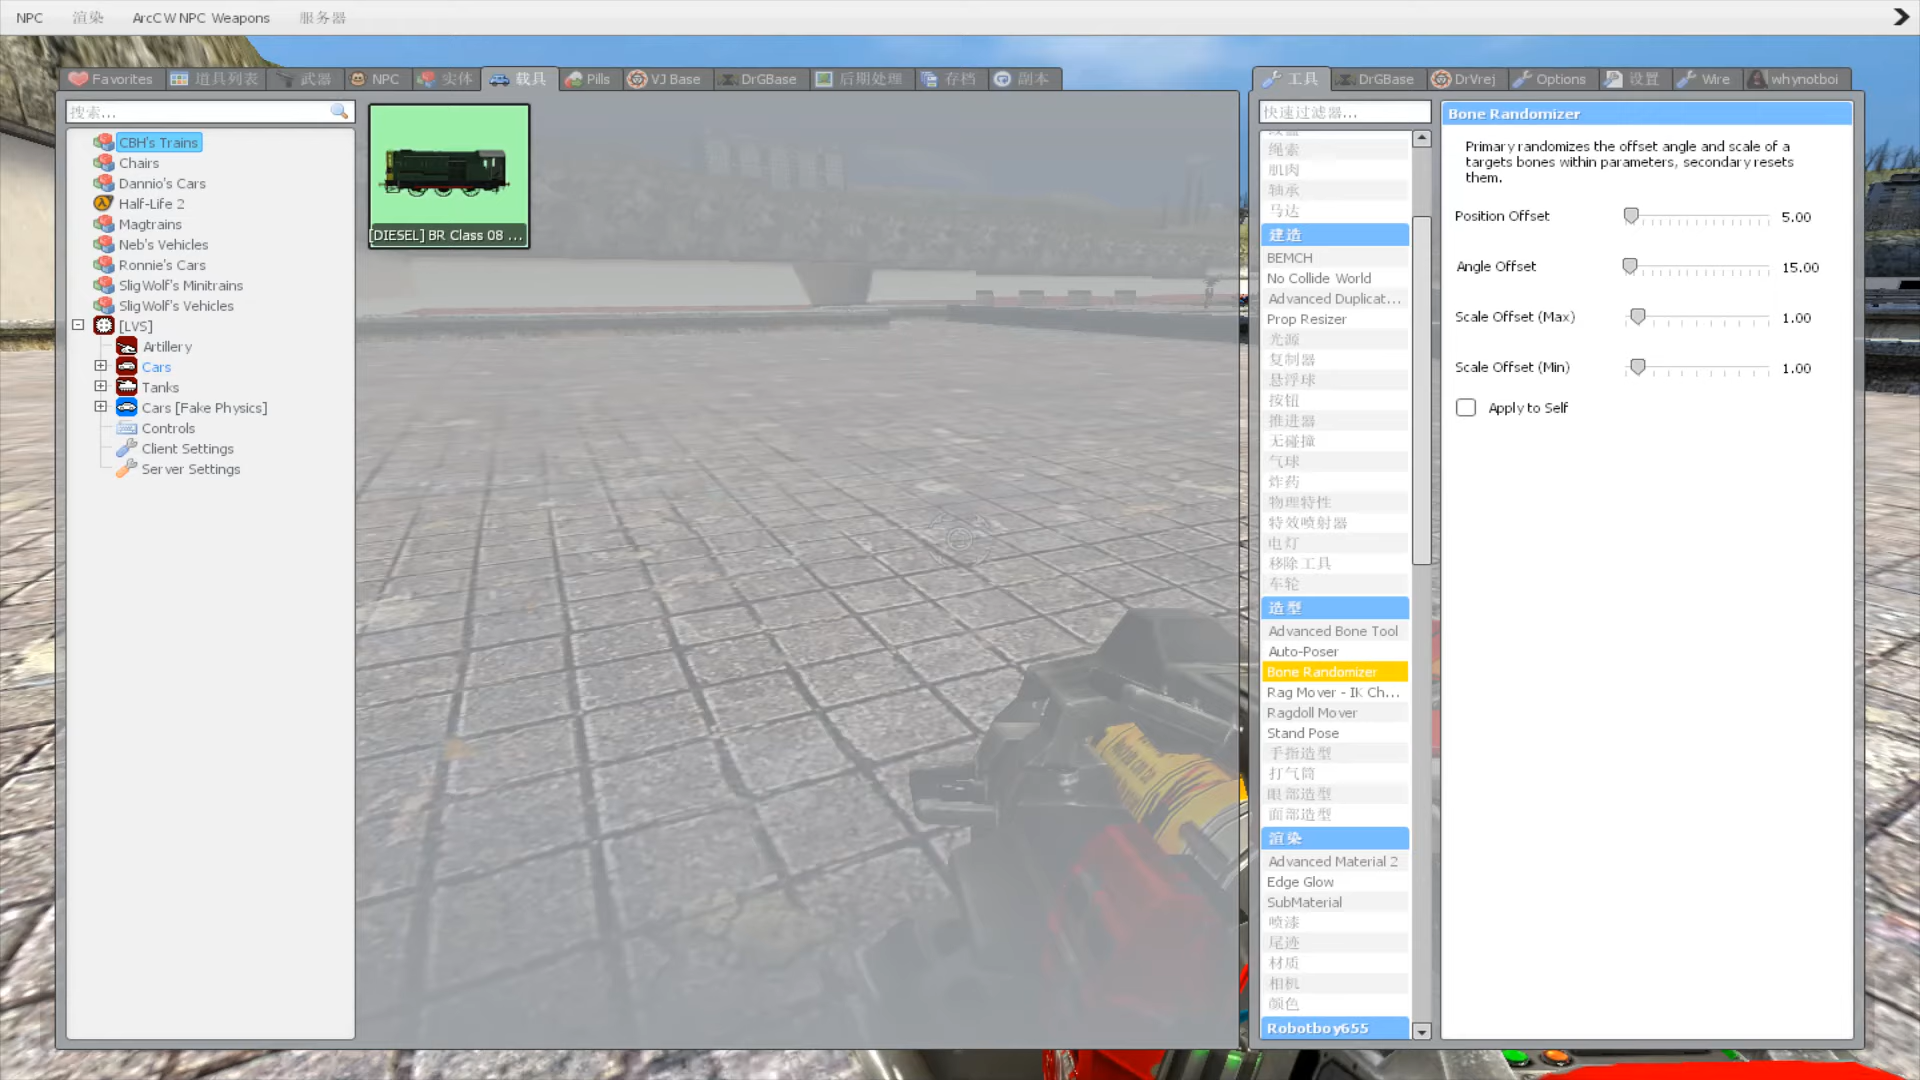 NPC 渲染 ArcCW NPC Weapons 服务器
Favorites 道具列表 武器 NPC 实体 载具 Pills VJ Base DrGBase 后期处理 存档 副本
搜索...
CBH's Trains
Chairs
Dannio's Cars
Half-Life 2
Magtrains
Neb's Vehicles
Ronnie's Cars
SligWolf's Minitrains
SligWolf's Vehicles
[LVS]
Artillery
Cars
Tanks
Cars [Fake Physics]
Controls
Client Settings
Server Settings
[DIESEL] BR Class 08 ...
工具 DrGBase DrVrej Options 设置 Wire whynotboi
快速过滤器...
绳索
肌肉
轴承
马达
建造
BEMCH
No Collide World
Advanced Duplicat...
Prop Resizer
光源
复制器
悬浮球
按钮
推进器
无碰撞
气球
炸药
物理特性
特效喷射器
电灯
移除工具
车轮
造型
Advanced Bone Tool
Auto-Poser
Bone Randomizer
Rag Mover - IK Ch...
Ragdoll Mover
Stand Pose
手指造型
打气筒
眼部造型
面部造型
渲染
Advanced Material 2
Edge Glow
SubMaterial
喷漆
尾迹
材质
相机
颜色
Robotboy655
Bone Randomizer
Primary randomizes the offset angle and scale of a
targets bones within parameters, secondary resets
them.
Position Offset 5.00
Angle Offset 15.00
Scale Offset (Max) 1.00
Scale Offset (Min) 1.00
Apply to Self